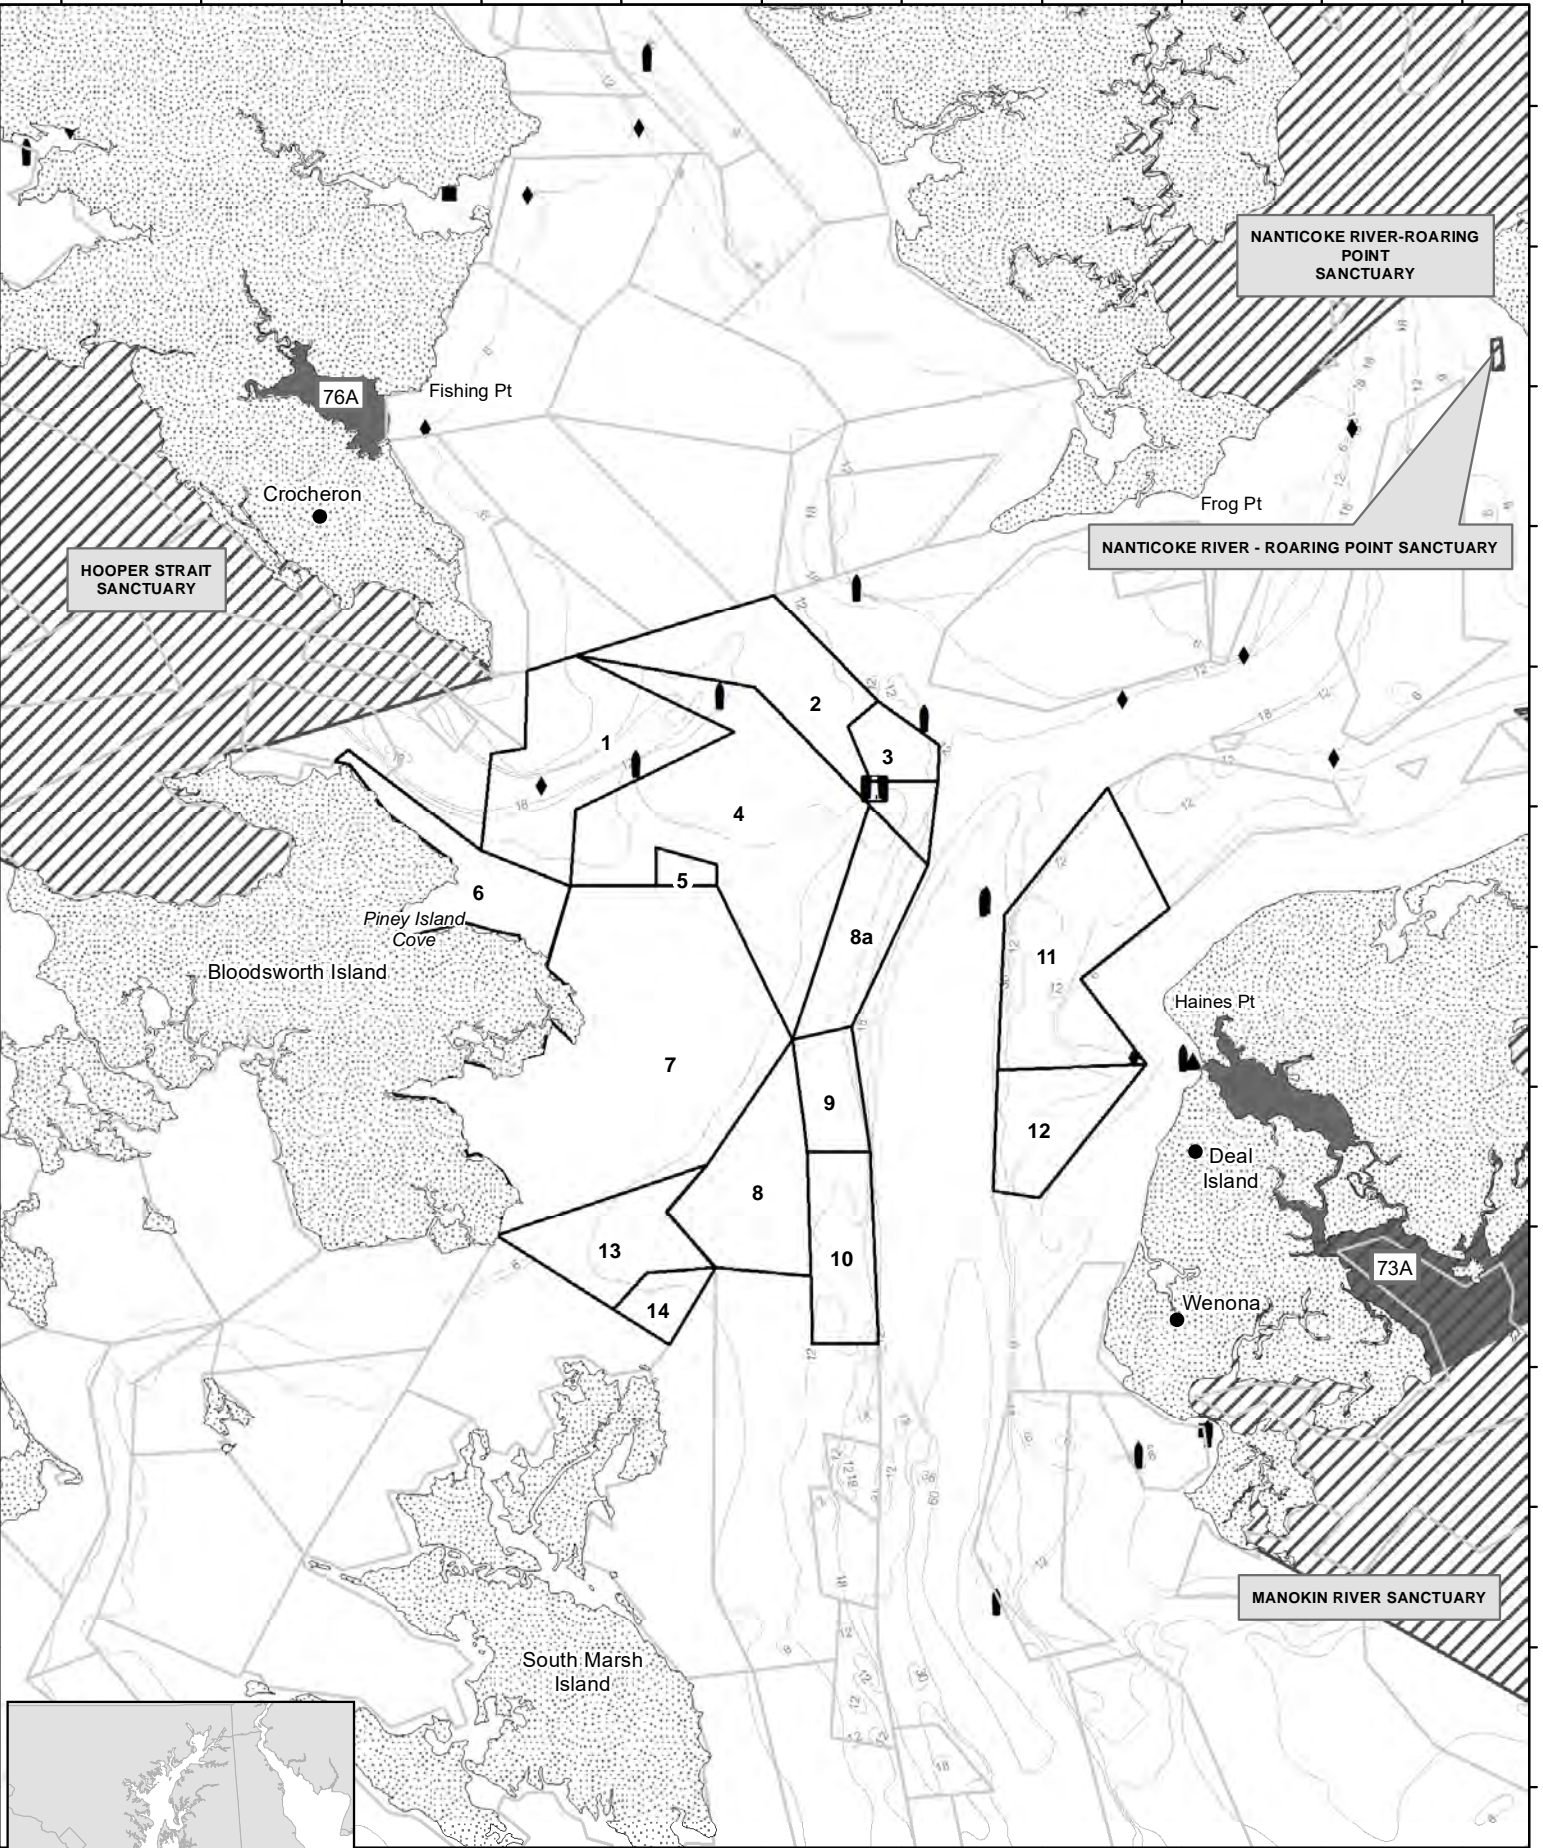 NANTICOKE RIVER-ROARING
POINT
SANCTUARY
76A
Fishing Pt
Crocheron
Frog Pt
NANTICOKE RIVER - ROARING POINT SANCTUARY
HOOPER STRAIT
SANCTUARY
2
1
3
4
5
6
Piney Island
Cove
8a
11
Bloodsworth Island
Haines Pt
7
9
12
Deal
Island
8
13
10
73A
14
Wenona
MANOKIN RIVER SANCTUARY
South Marsh
Island